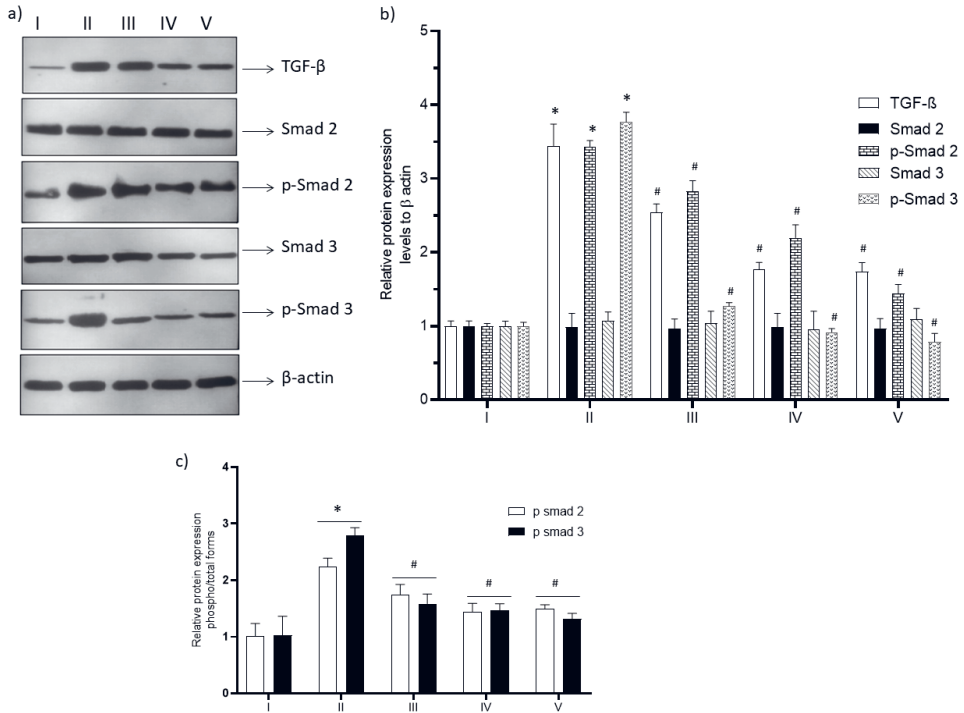 a)
I II III IV V
TGF-β
Smad 2
p-Smad 2
Smad 3
p-Smad 3
β-actin
b)
Relative protein expression
levels to β actin
5
4
3
2
1
0
* * *
# # #
# # #
# # #
I II III IV V
TGF-ß
Smad 2
p-Smad 2
Smad 3
p-Smad 3
c)
Relative protein expression
phospho/total forms
4
3
2
1
0
* # # #
I II III IV V
p smad 2
p smad 3